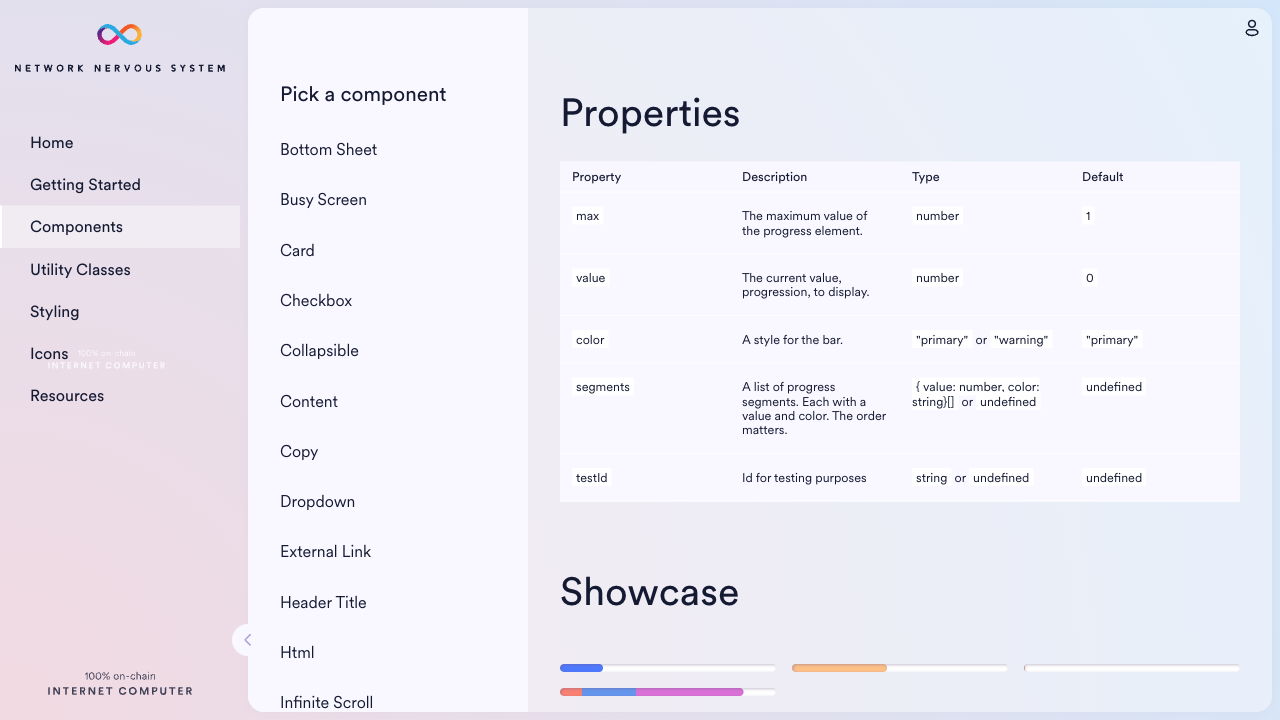 NETWORK NERVOUS SYSTEM
Home
Getting Started
Components
Utility Classes
Styling
Icons
100% on-chain
INTERNET COMPUTER
Resources
100% on-chain
INTERNET COMPUTER
Pick a component
Bottom Sheet
Busy Screen
Card
Checkbox
Collapsible
Content
Copy
Dropdown
External Link
Header Title
Html
Infinite Scroll
Properties
Property Description Type Default
max The maximum value of number 1
the progress element.
value The current value, number 0
progression, to display.
color A style for the bar. "primary" or "warning" "primary"
segments A list of progress { value: number, color: undefined
segments. Each with a string}[] or undefined
value and color. The order
matters.
testId Id for testing purposes string or undefined undefined
Showcase